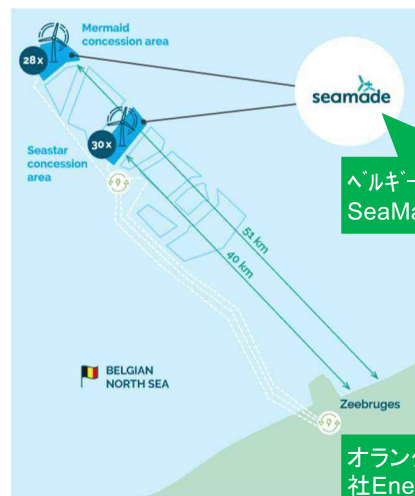 Mermaid
concession area
28x
seamade
30x
Seastar
concession
area
ベルギー
SeaMa
51 km
40 km
BELGIAN
NORTH SEA
Zeebruges
オラン
社Ene